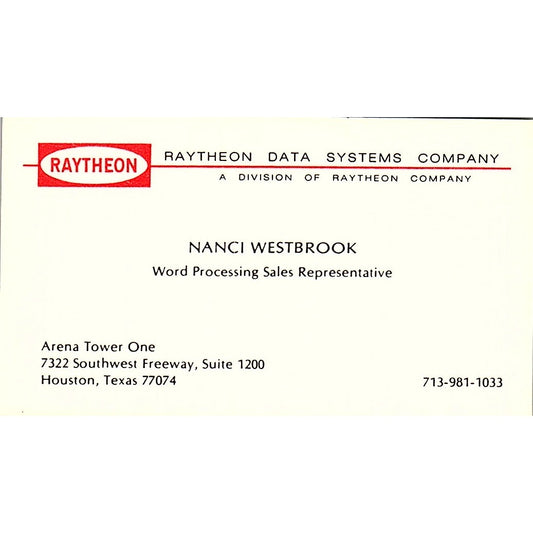 RAYTHEON
RAYTHEON DATA SYSTEMS COMPANY
A DIVISION OF RAYTHEON COMPANY
NANCI WESTBROOK
Word Processing Sales Representative
Arena Tower One
7322 Southwest Freeway, Suite 1200
Houston, Texas 77074
713-981-1033